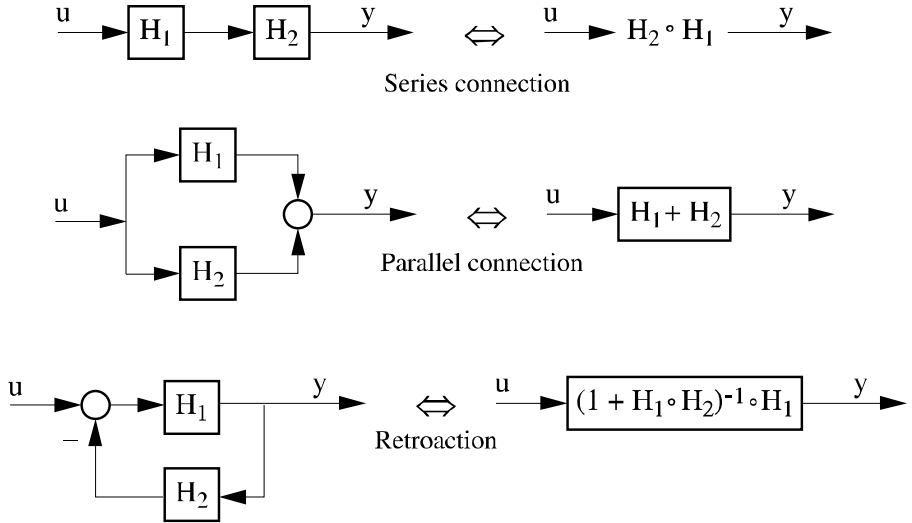 u H₁ H₂ y ⇔ u H₂ ∘ H₁ y
Series connection
H₁
u y ⇔ u H₁ + H₂ y
H₂
Parallel connection
u H₁ y ⇔ u (1 + H₁∘H₂)⁻¹∘H₁ y
−
Retroaction
H₂